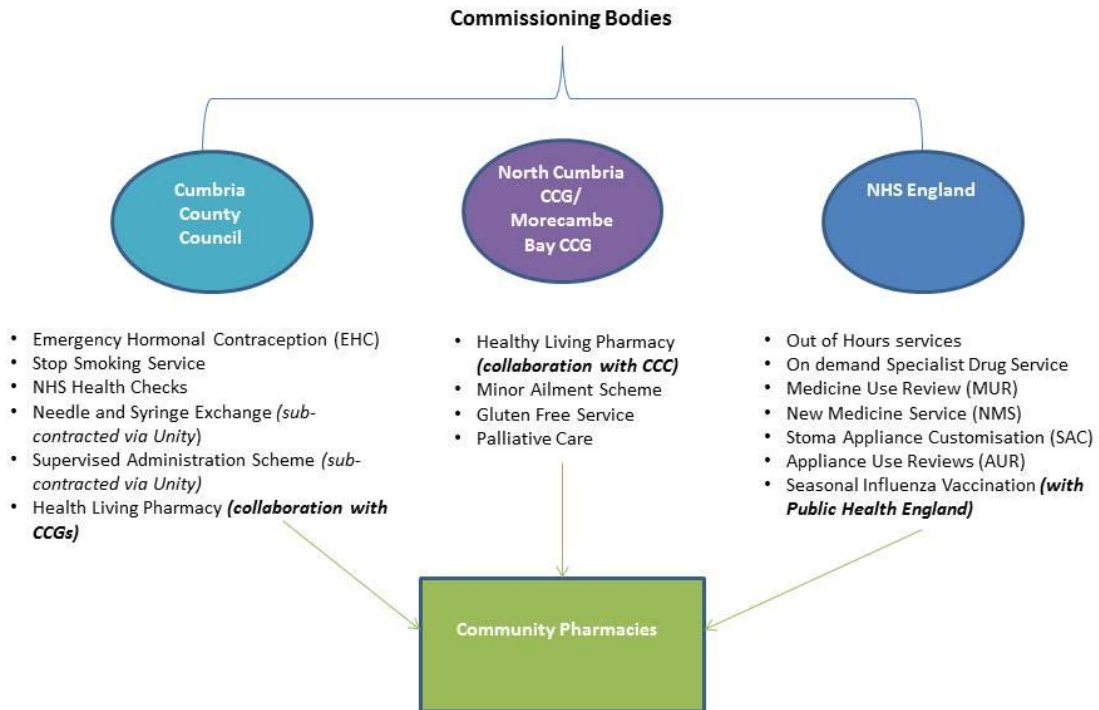 Commissioning Bodies
Cumbria
County
Council
North Cumbria
CCG/
Morecambe
Bay CCG
NHS England
• Emergency Hormonal Contraception (EHC)
• Stop Smoking Service
• NHS Health Checks
• Needle and Syringe Exchange (sub-
contracted via Unity)
• Supervised Administration Scheme (sub-
contracted via Unity)
• Health Living Pharmacy (collaboration with
CCGs)
• Healthy Living Pharmacy
(collaboration with CCC)
• Minor Ailment Scheme
• Gluten Free Service
• Palliative Care
• Out of Hours services
• On demand Specialist Drug Service
• Medicine Use Review (MUR)
• New Medicine Service (NMS)
• Stoma Appliance Customisation (SAC)
• Appliance Use Reviews (AUR)
• Seasonal Influenza Vaccination (with
Public Health England)
Community Pharmacies